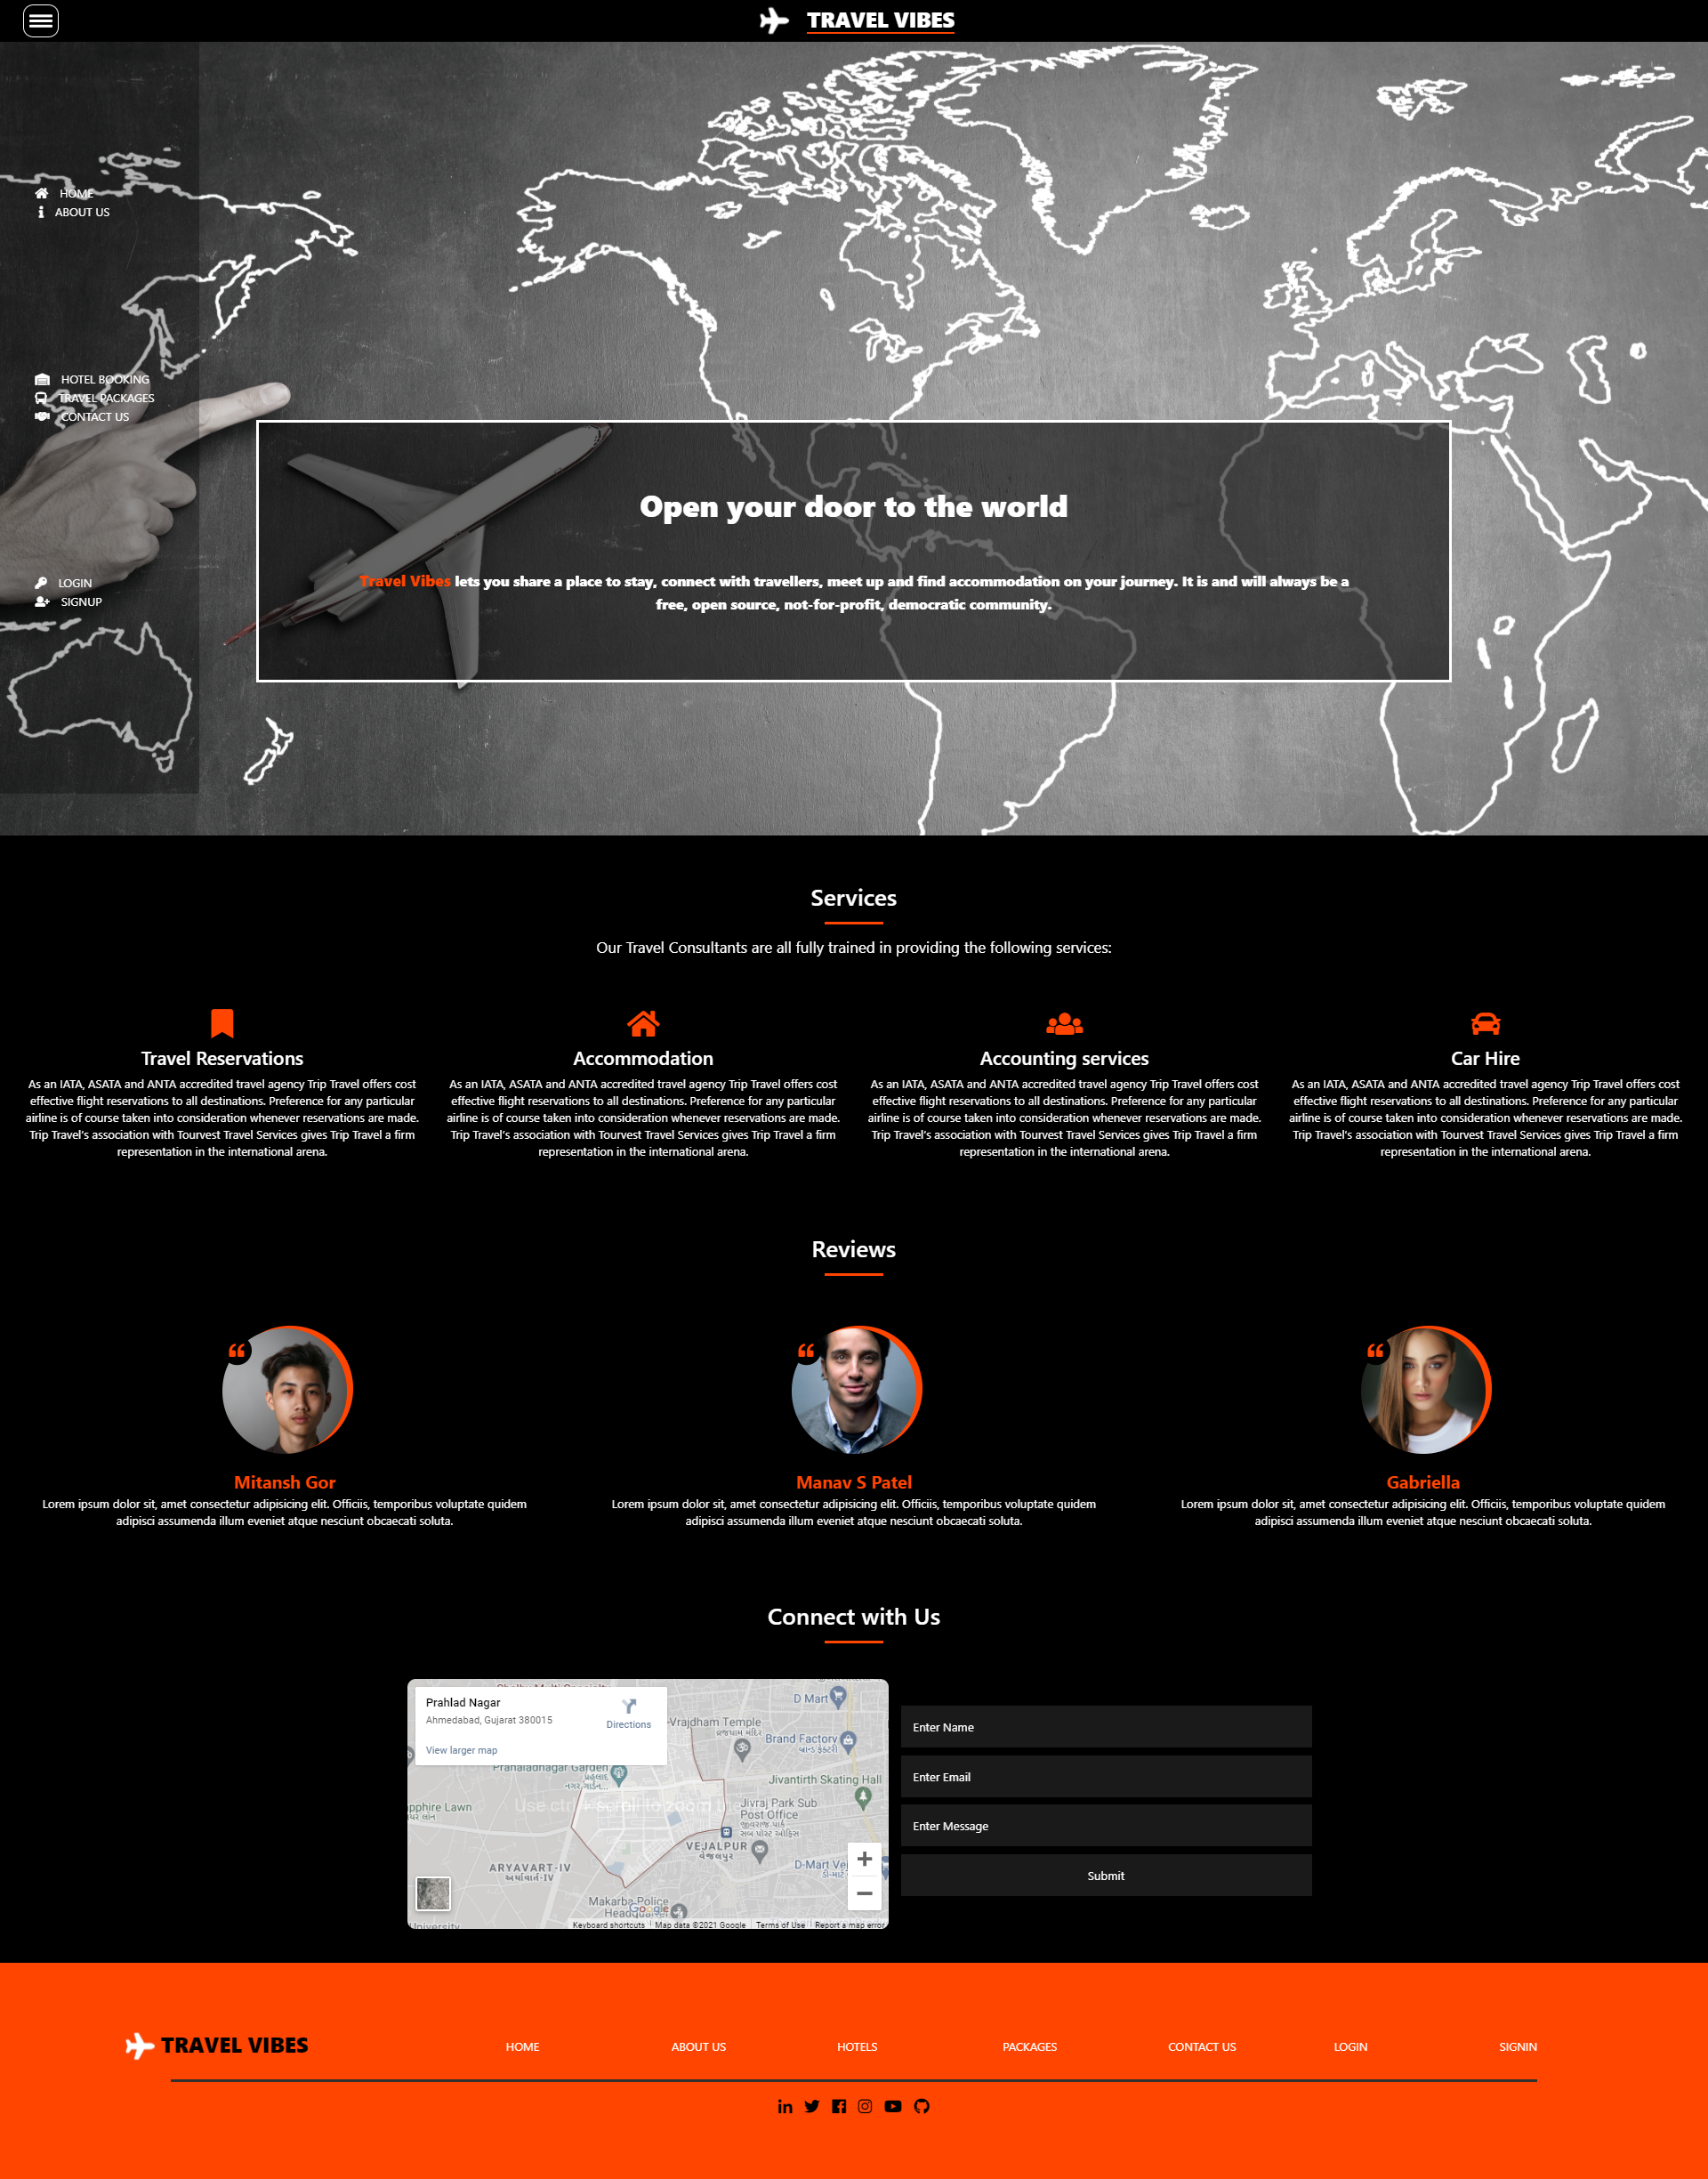 TRAVEL VIBES
HOME
ABOUT US
HOTEL BOOKING
TRAVEL PACKAGES
CONTACT US
LOGIN
SIGNUP
Open your door to the world
Travel Vibes lets you share a place to stay, connect with travellers, meet up and find accommodation on your journey. It is and will always be a
free, open source, not-for-profit, democratic community.
Services
Our Travel Consultants are all fully trained in providing the following services:
Travel Reservations
As an IATA, ASATA and ANTA accredited travel agency Trip Travel offers cost
effective flight reservations to all destinations. Preference for any particular
airline is of course taken into consideration whenever reservations are made.
Trip Travel's association with Tourvest Travel Services gives Trip Travel a firm
representation in the international arena.
Accommodation
As an IATA, ASATA and ANTA accredited travel agency Trip Travel offers cost
effective flight reservations to all destinations. Preference for any particular
airline is of course taken into consideration whenever reservations are made.
Trip Travel's association with Tourvest Travel Services gives Trip Travel a firm
representation in the international arena.
Accounting services
As an IATA, ASATA and ANTA accredited travel agency Trip Travel offers cost
effective flight reservations to all destinations. Preference for any particular
airline is of course taken into consideration whenever reservations are made.
Trip Travel's association with Tourvest Travel Services gives Trip Travel a firm
representation in the international arena.
Car Hire
As an IATA, ASATA and ANTA accredited travel agency Trip Travel offers cost
effective flight reservations to all destinations. Preference for any particular
airline is of course taken into consideration whenever reservations are made.
Trip Travel's association with Tourvest Travel Services gives Trip Travel a firm
representation in the international arena.
Reviews
Mitansh Gor
Lorem ipsum dolor sit, amet consectetur adipisicing elit. Officiis, temporibus voluptate quidem
adipisci assumenda illum eveniet atque nesciunt obcaecati soluta.
Manav S Patel
Lorem ipsum dolor sit, amet consectetur adipisicing elit. Officiis, temporibus voluptate quidem
adipisci assumenda illum eveniet atque nesciunt obcaecati soluta.
Gabriella
Lorem ipsum dolor sit, amet consectetur adipisicing elit. Officiis, temporibus voluptate quidem
adipisci assumenda illum eveniet atque nesciunt obcaecati soluta.
Connect with Us
Prahlad Nagar
Ahmedabad, Gujarat 380015
Directions
View larger map
D Mart
Vrajdham Temple
વ્રજધામ મંદિર
Brand Factory
બ્રાન્ડ ફેક્ટરી
Prahaladnagar Garden
પ્રહલાદ
નગર ગાર્ડન...
Jivantirth Skating Hall
Use ctrl + scroll to zoom
Jivraj Park Sub
Post Office
જીવરાજ પાર્ક
સબ પોસ્ટ ઓફિસ
VEJALPUR
વેજલપુર
ARYAVART-IV
અર્યાવાર્ત-IV
Makarba Police
Headquarter
Google
University
Keyboard shortcuts
Map data ©2021 Google
Terms of Use
Report a map error
Enter Name
Enter Email
Enter Message
Submit
TRAVEL VIBES
HOME
ABOUT US
HOTELS
PACKAGES
CONTACT US
LOGIN
SIGNIN